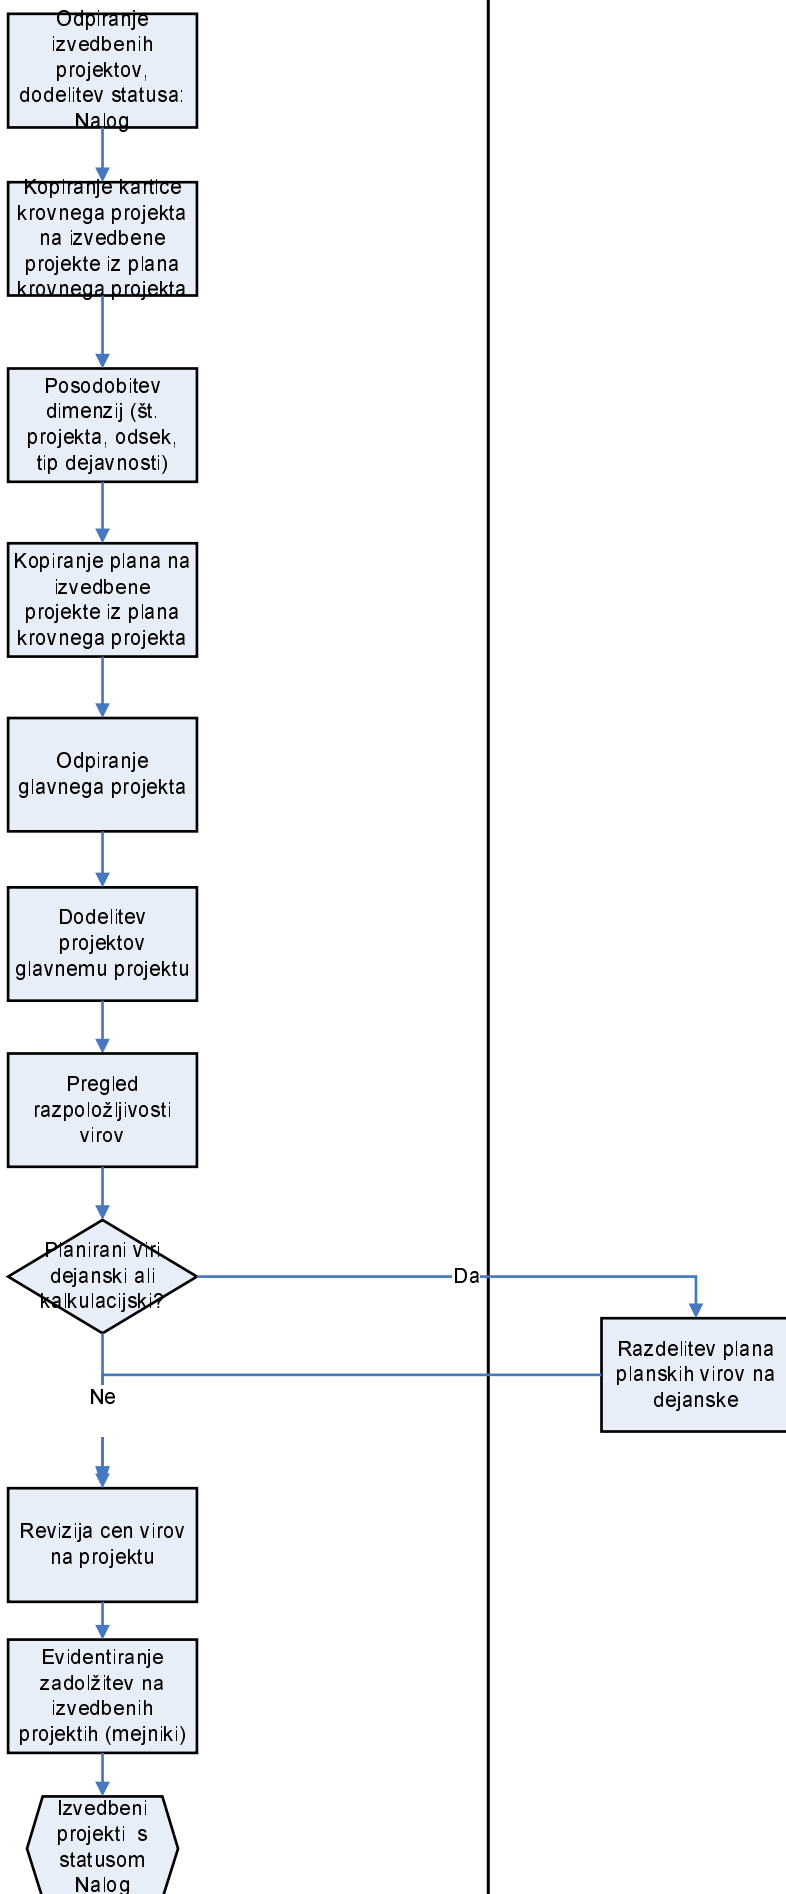 Odpiranje
izvedbenih
projektov,
dodelitev statusa:
Nalog
Kopiranje kartice
krovnega projekta
na izvedbene
projekte iz plana
krovnega projekta
Posodobitev
dimenzij (št.
projekta, odsek,
tip dejavnosti)
Kopiranje plana na
izvedbene
projekte iz plana
krovnega projekta
Odpiranje
glavnega projekta
Dodelitev
projektov
glavnemu projektu
Pregled
razpoložljivosti
virov
Planirani viri
dejanski ali
kalkulacijski?
Da
Razdelitev plana
planskih virov na
dejanske
Ne
Revizija cen virov
na projektu
Evidentiranje
zadolžitev na
izvedbenih
projektih (mejniki)
Izvedbeni
projekti s
statusom
Nalog